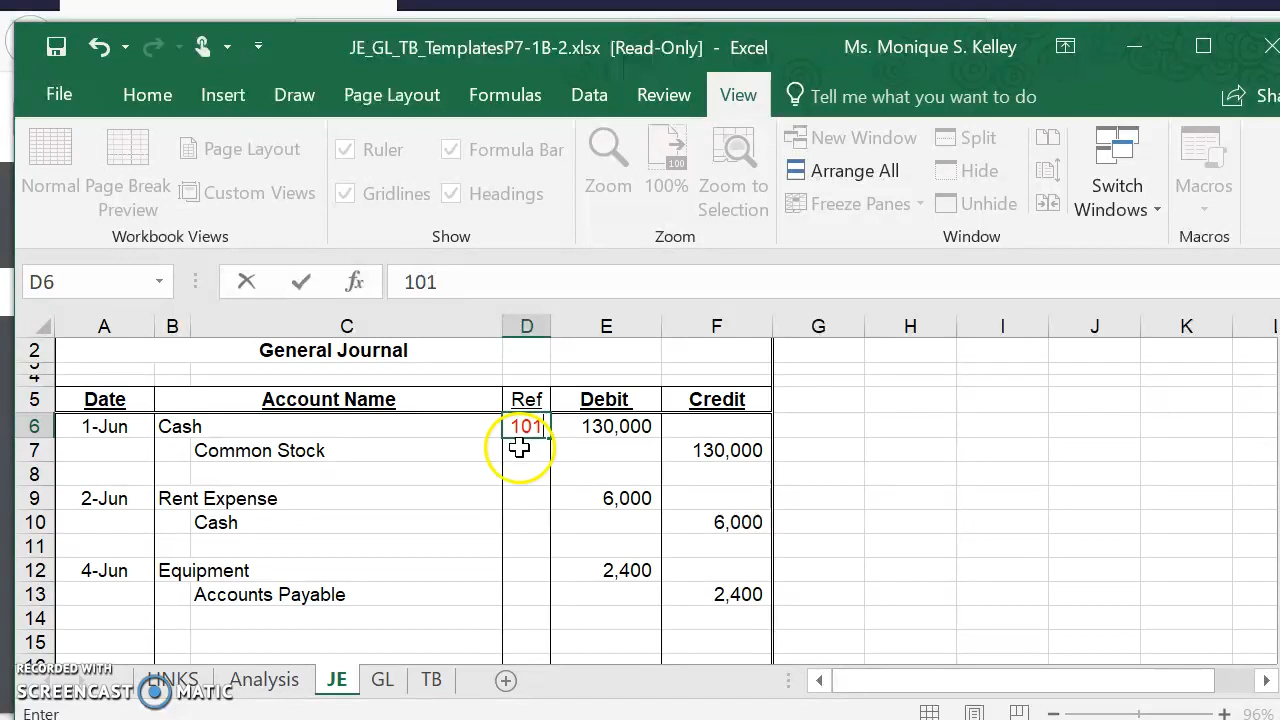 JE_GL_TB_TemplatesP7-1B-2.xlsx [Read-Only] - Excel Ms. Monique S. Kelley
File Home Insert Draw Page Layout Formulas Data Review View Tell me what you want to do Sha
Normal Page Break Preview Page Layout Custom Views
Workbook Views
Ruler Formula Bar
Gridlines Headings
Show
Zoom 100% Zoom to Selection
100
Zoom
New Window Split
Arrange All Hide
Freeze Panes Unhide
Switch Windows
Window
Macros
Macros
D6 fx 101
A B C D E F G H I J K
2 General Journal
3
4
5 Date Account Name Ref Debit Credit
6 1-Jun Cash 101 130,000
7 Common Stock 130,000
8
9 2-Jun Rent Expense 6,000
10 Cash 6,000
11
12 4-Jun Equipment 2,400
13 Accounts Payable 2,400
14
15
RECORDED WITH
SCREENCAST MATIC
Analysis JE GL TB
Enter 96%